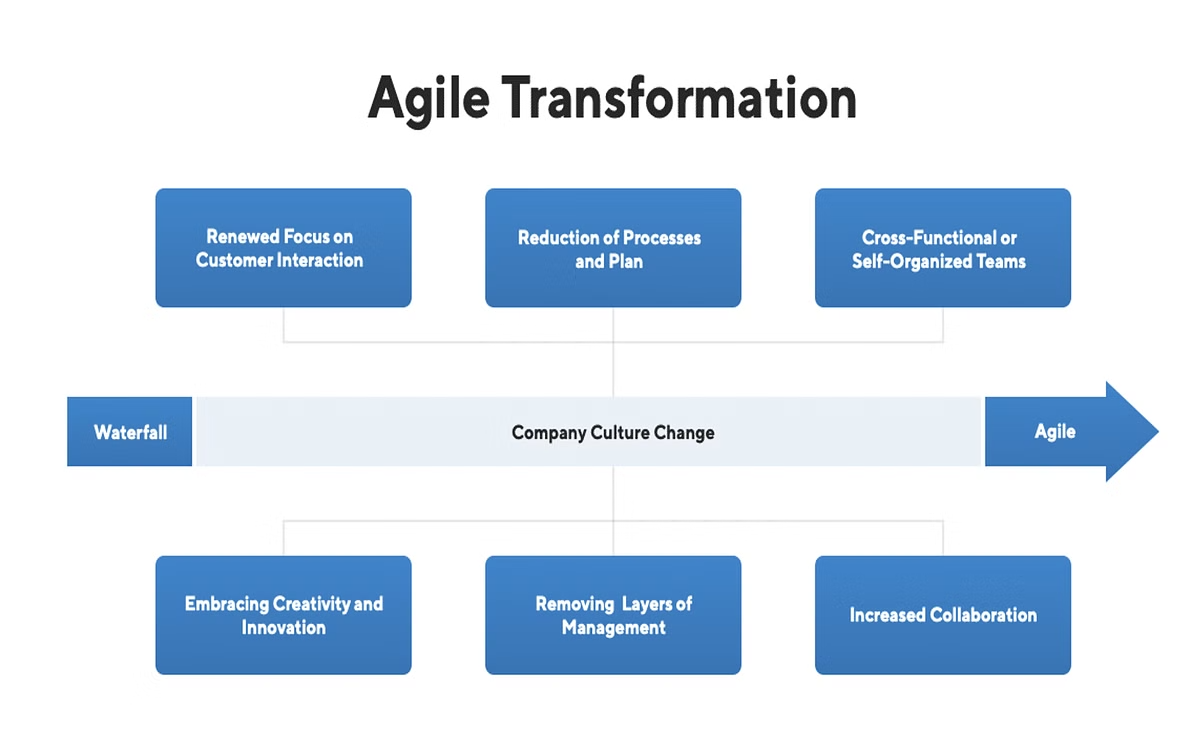 Agile Transformation
Renewed Focus on
Customer Interaction
Reduction of Processes
and Plan
Cross-Functional or
Self-Organized Teams
Waterfall
Company Culture Change
Agile
Embracing Creativity and
Innovation
Removing Layers of
Management
Increased Collaboration